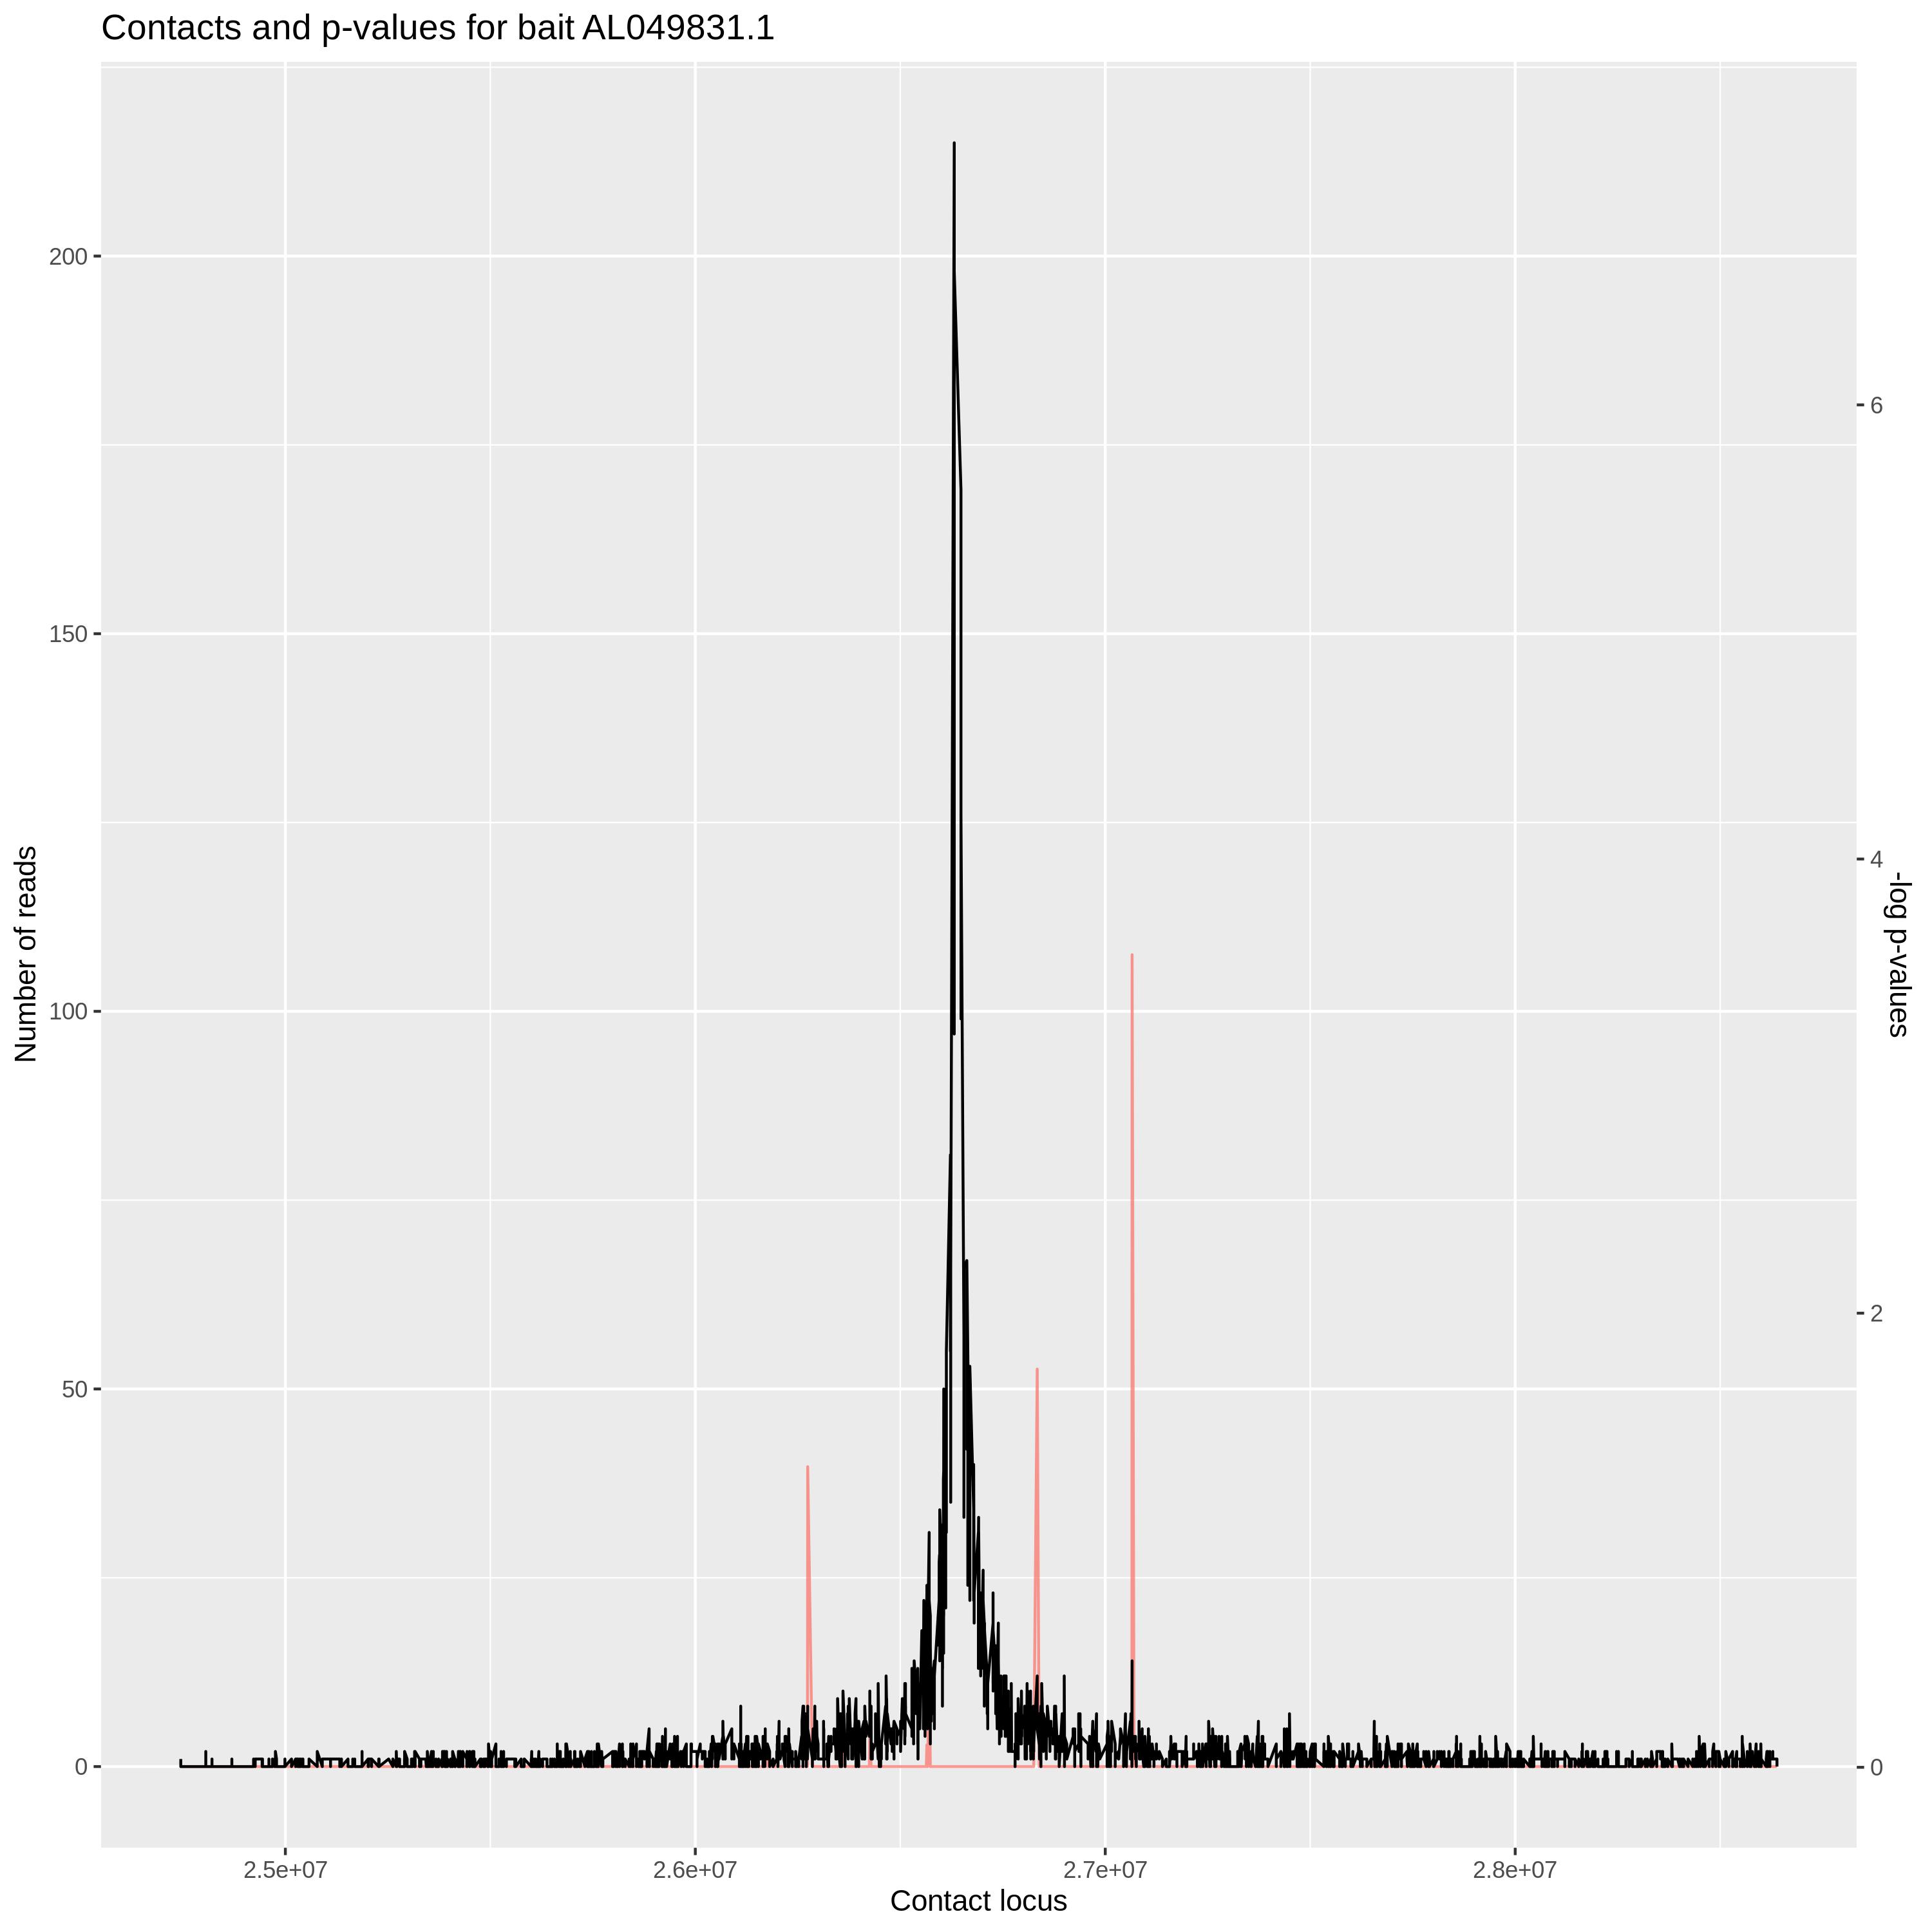 Contacts and p-values for bait AL049831.1
200
150
100
50
0
Number of reads
6
4
2
0
-log p-values
2.5e+07
2.6e+07
2.7e+07
2.8e+07
Contact locus